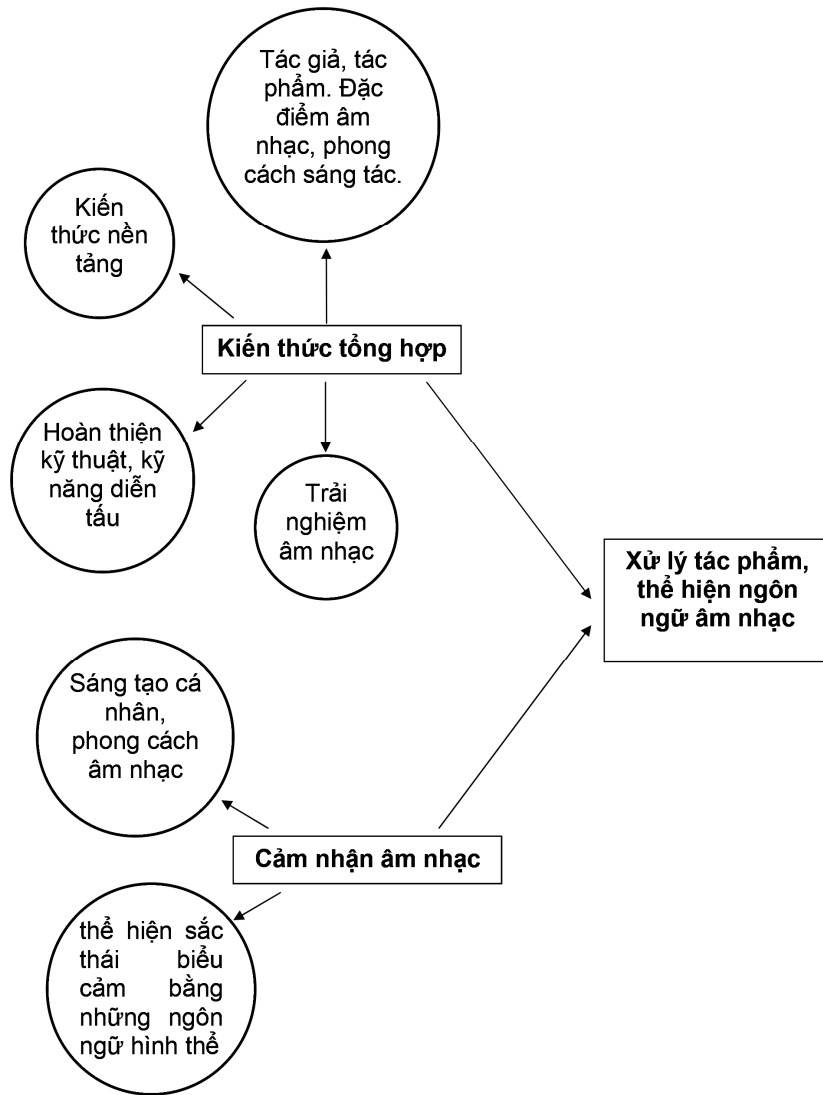 Tác giả, tác
phẩm. Đặc
điểm âm
nhạc, phong
cách sáng tác.
Kiến
thức nền
tảng
Kiến thức tổng hợp
Hoàn thiện
kỹ thuật, kỹ
năng diễn
tấu
Trải
nghiệm
âm nhạc
Xử lý tác phẩm,
thể hiện ngôn
ngữ âm nhạc
Sáng tạo cá
nhân,
phong cách
âm nhạc
Cảm nhận âm nhạc
thể hiện sắc
thái biểu
cảm bằng
những ngôn
ngữ hình thể